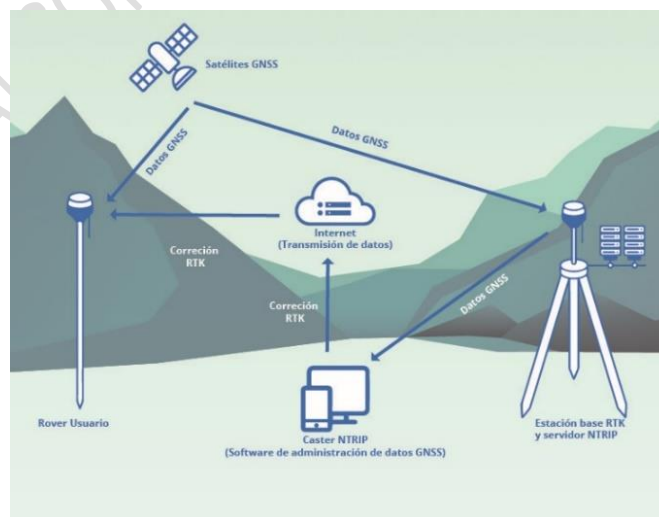 Satélites GNSS
Datos GNSS
Datos GNSS
Internet
(Transmisión de datos)
Correción
RTK
Correción
RTK
Datos GNSS
Rover Usuario
Caster NTRIP
(Software de administración de datos GNSS)
Estación base RTK
y servidor NTRIP